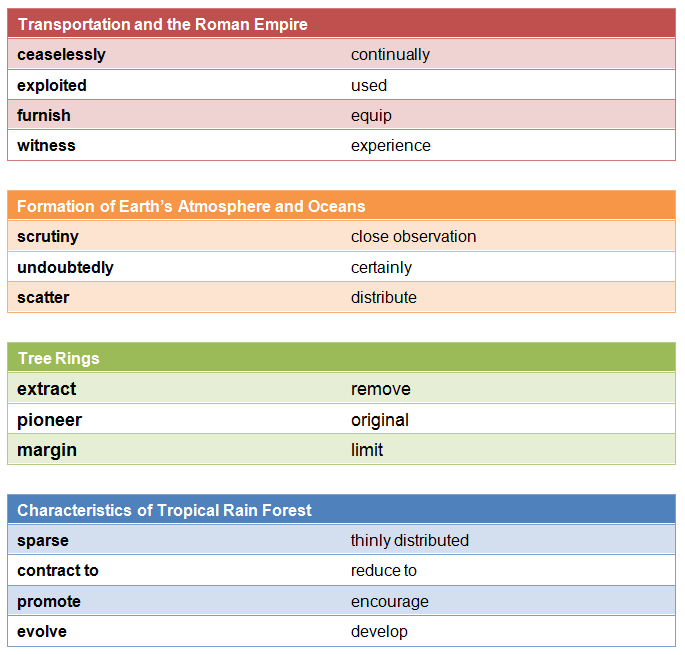 Transportation and the Roman Empire
ceaselessly continually
exploited used
furnish equip
witness experience
Formation of Earth’s Atmosphere and Oceans
scrutiny close observation
undoubtedly certainly
scatter distribute
Tree Rings
extract remove
pioneer original
margin limit
Characteristics of Tropical Rain Forest
sparse thinly distributed
contract to reduce to
promote encourage
evolve develop